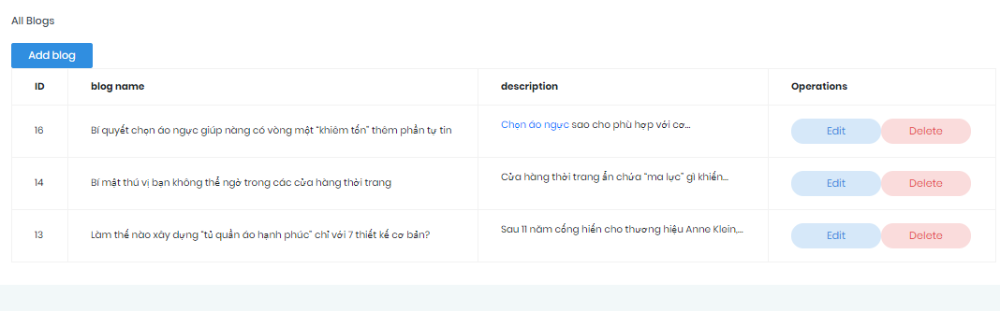 All Blogs
Add blog
ID blog name description Operations
16 Bí quyết chọn áo ngực giúp nàng có vòng một “khiêm tốn” thêm phần tự tin Chọn áo ngực sao cho phù hợp với cơ... Edit Delete
14 Bí mật thú vị bạn không thể ngờ trong các cửa hàng thời trang Cửa hàng thời trang ẩn chứa “ma lực” gì khiến... Edit Delete
13 Làm thế nào xây dựng “tủ quần áo hạnh phúc” chỉ với 7 thiết kế cơ bản? Sau 11 năm cống hiến cho thương hiệu Anne Klein,... Edit Delete